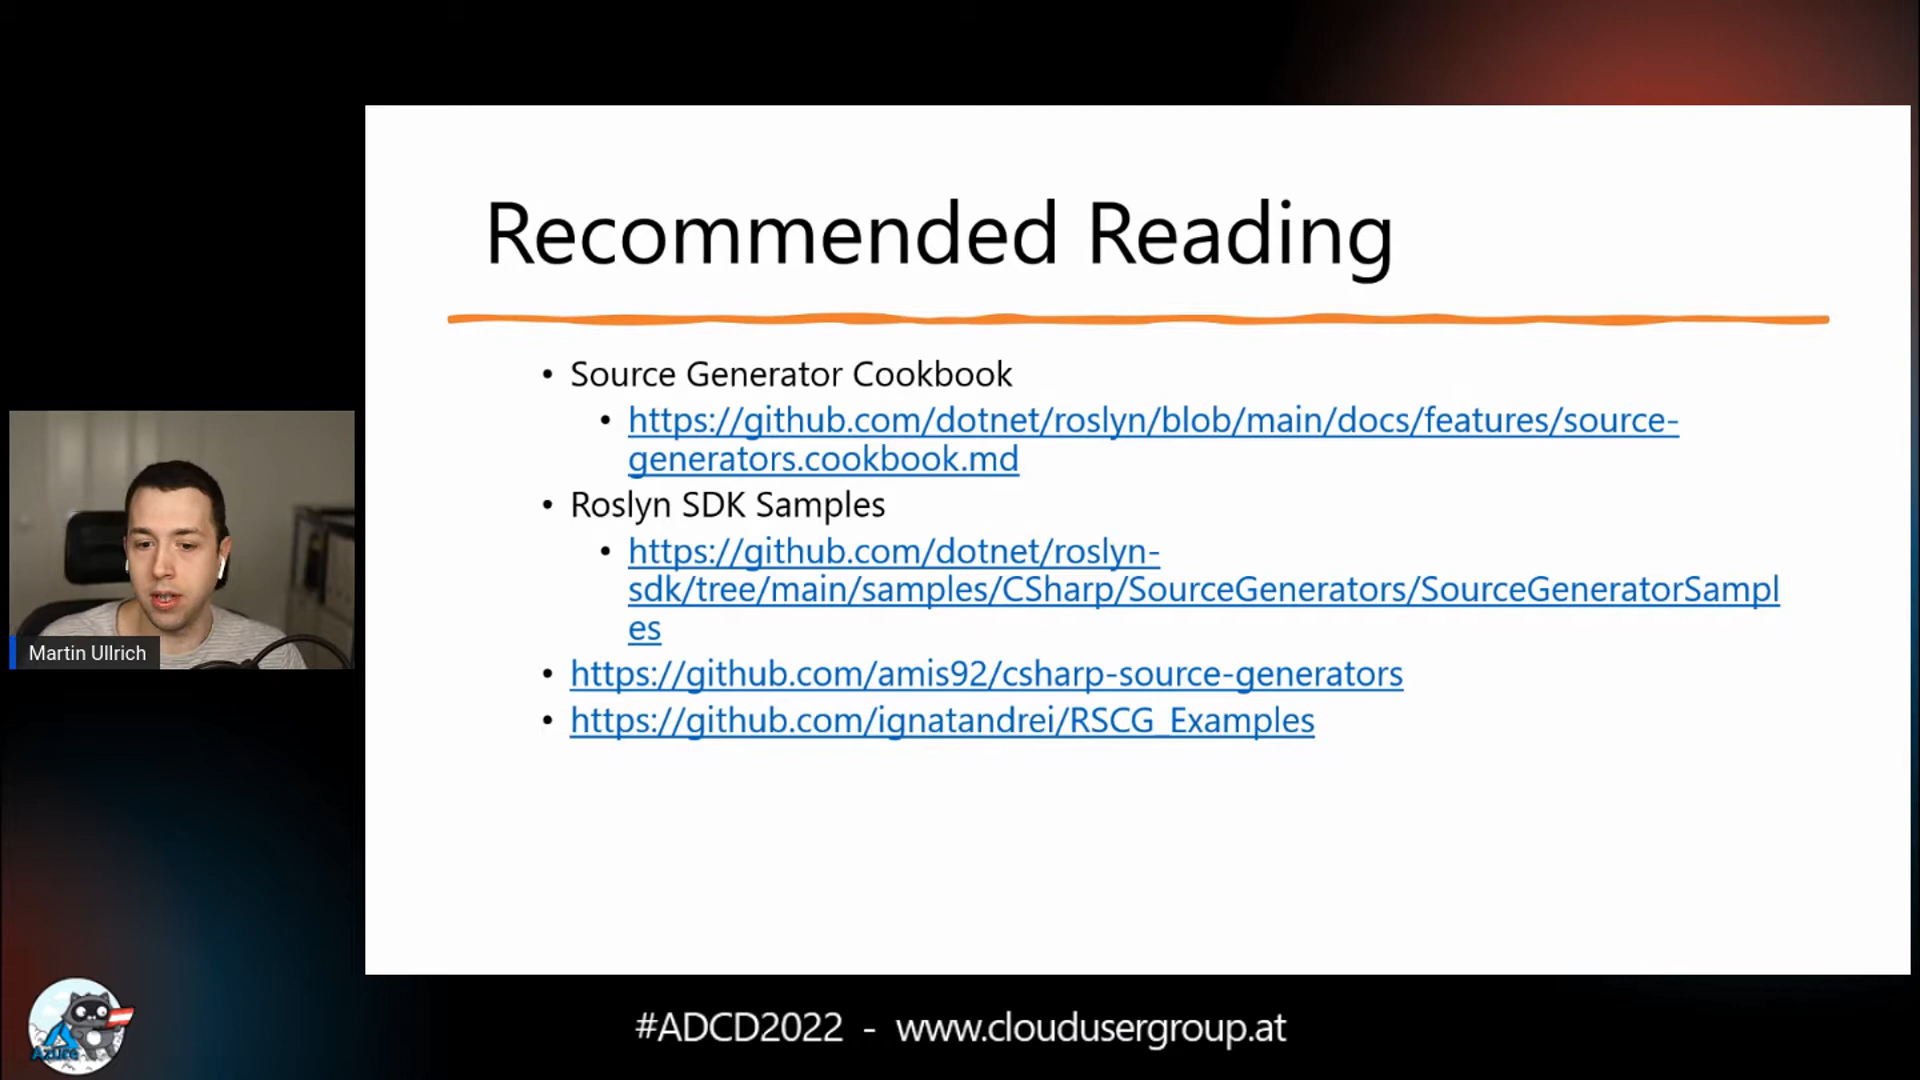 Recommended Reading
• Source Generator Cookbook
• https://github.com/dotnet/roslyn/blob/main/docs/features/source-
generators.cookbook.md
• Roslyn SDK Samples
• https://github.com/dotnet/roslyn-
sdk/tree/main/samples/CSharp/SourceGenerators/SourceGeneratorSampl
es
• https://github.com/amis92/csharp-source-generators
• https://github.com/ignatandrei/RSCG_Examples
Martin Ullrich
Azure
#ADCD2022 - www.cloudusergroup.at